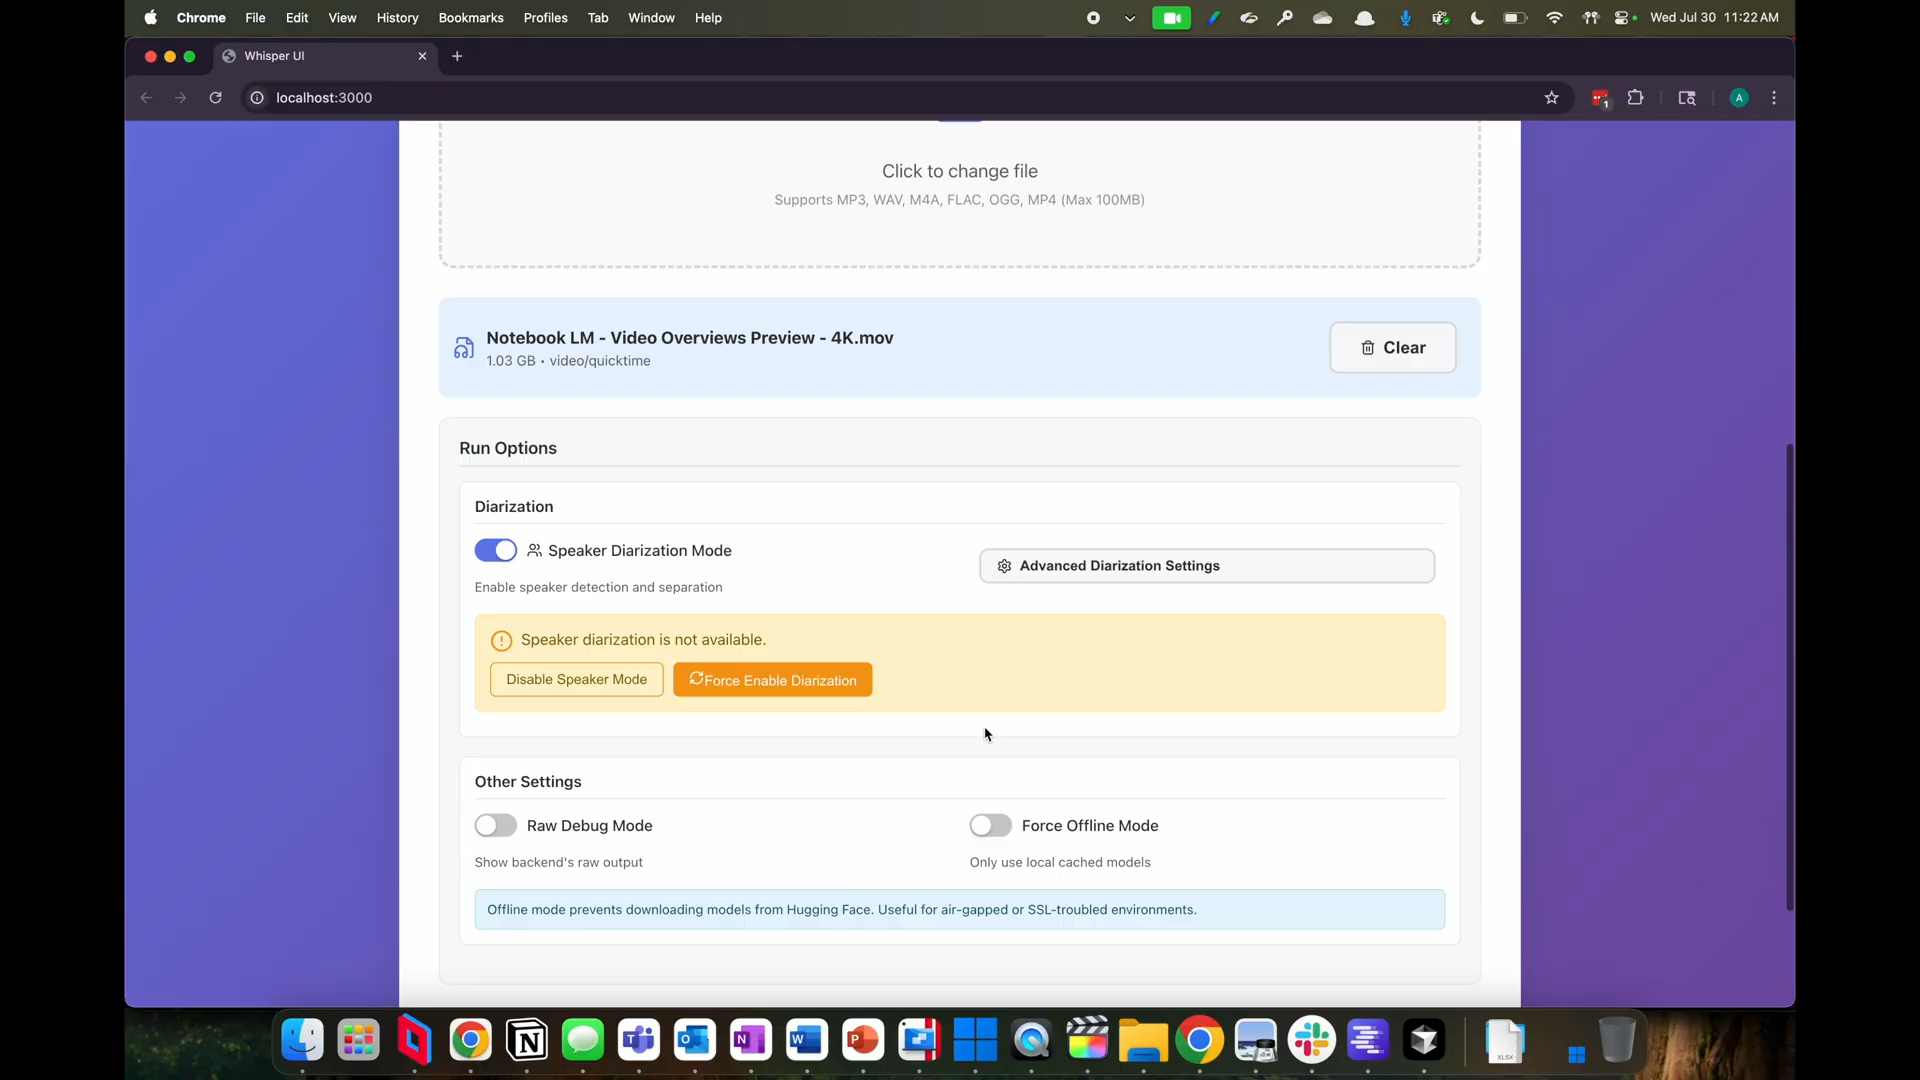 Chrome File Edit View History Bookmarks Profiles Tab Window Help Wed Jul 30 11:22 AM
Whisper UI
localhost:3000
1
A
Click to change file
Supports MP3, WAV, M4A, FLAC, OGG, MP4 (Max 100MB)
Notebook LM - Video Overviews Preview - 4K.mov
1.03 GB • video/quicktime
Clear
Run Options
Diarization
Speaker Diarization Mode
Advanced Diarization Settings
Enable speaker detection and separation
Speaker diarization is not available.
Disable Speaker Mode
Force Enable Diarization
Other Settings
Raw Debug Mode
Force Offline Mode
Show backend's raw output
Only use local cached models
Offline mode prevents downloading models from Hugging Face. Useful for air-gapped or SSL-troubled environments.
XLSX